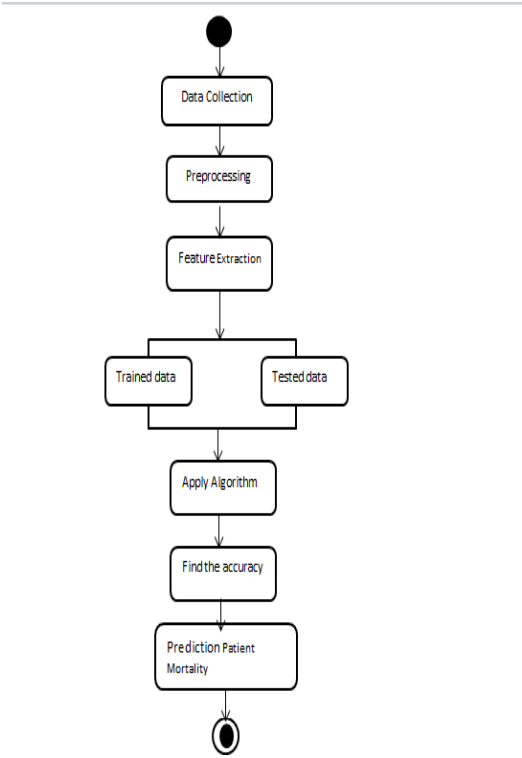 Data Collection
Preprocessing
Feature Extraction
Trained data
Tested data
Apply Algorithm
Find the accuracy
Prediction Patient
Mortality